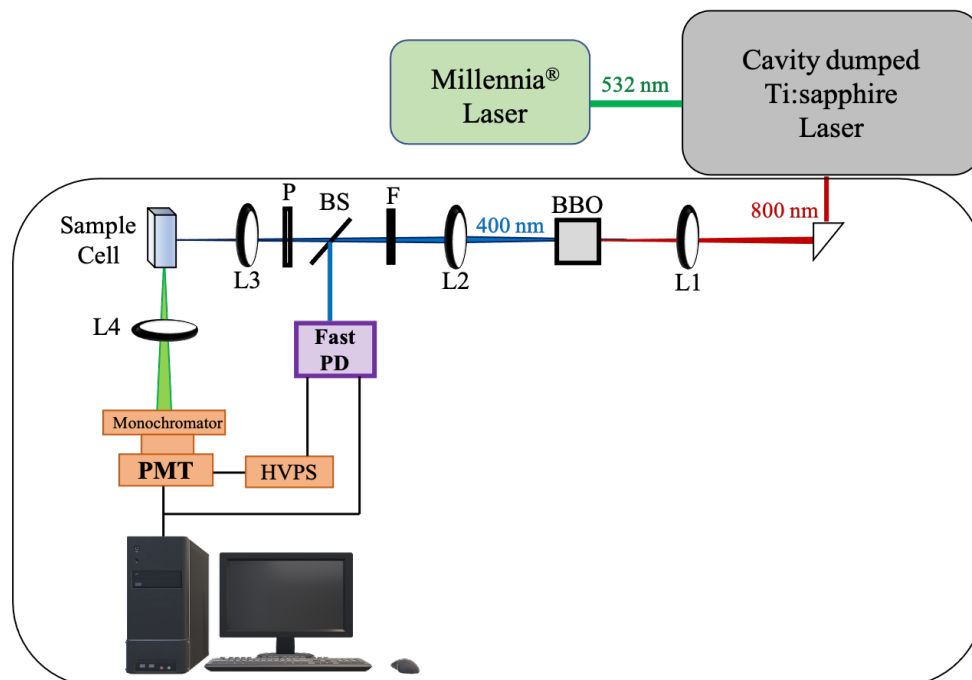 Millennia®
Laser
532 nm
Cavity dumped
Ti:sapphire
Laser
800 nm
P
BS
F
BBO
400 nm
Sample
Cell
L3
L2
L1
L4
Fast
PD
Monochromator
PMT
HVPS